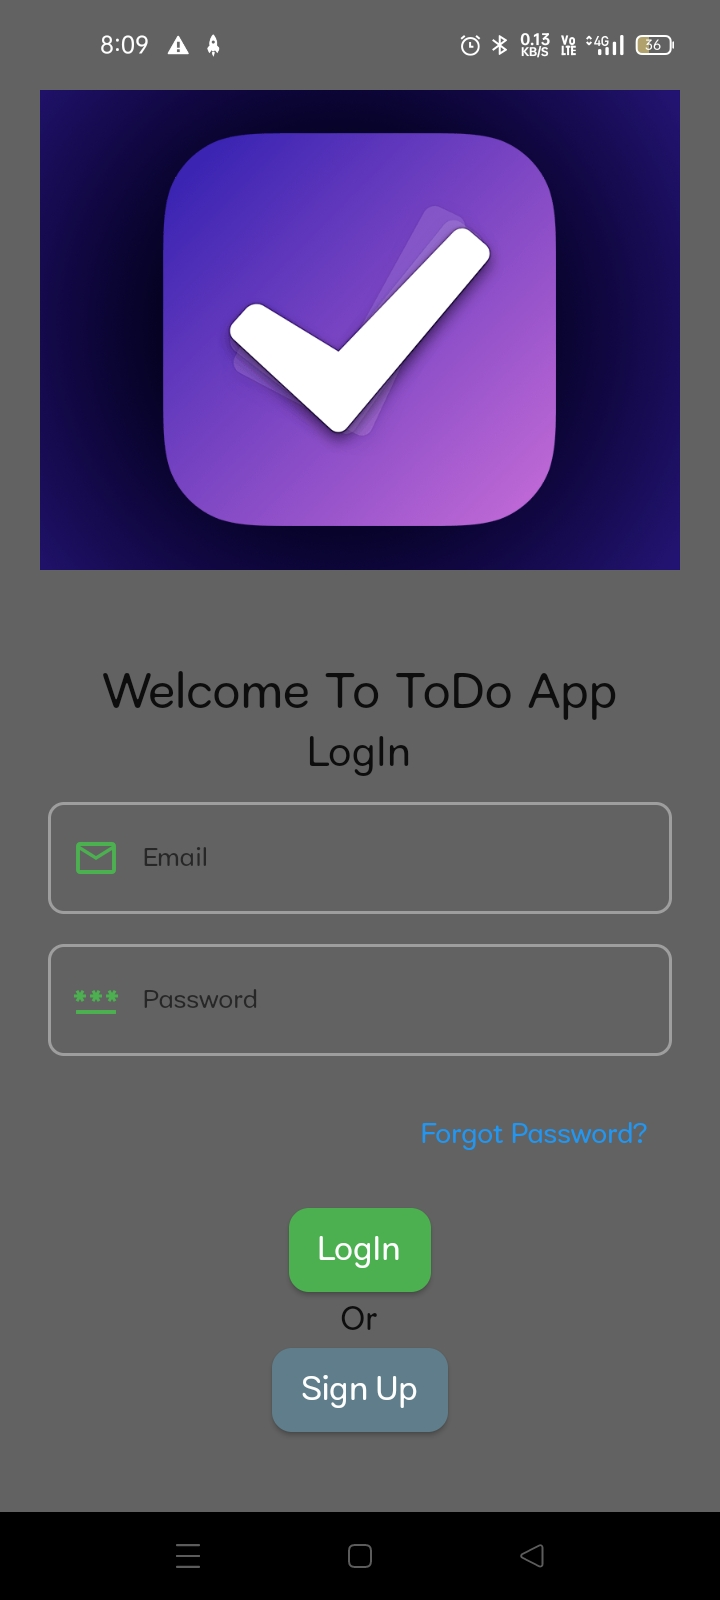 8:09
0.13 KB/S
Vo LTE
4G
36
Welcome To ToDo App
LogIn
Email
*** Password
Forgot Password?
LogIn
Or
Sign Up